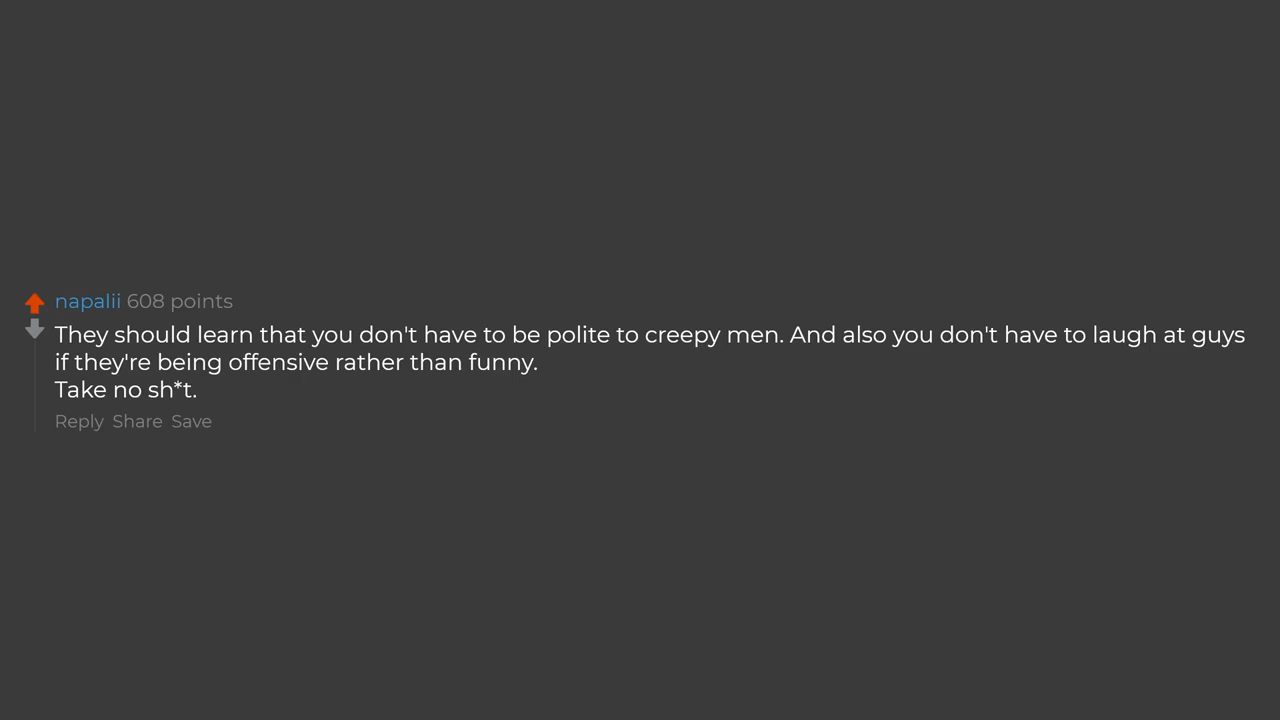 napalii 608 points
They should learn that you don't have to be polite to creepy men. And also you don't have to laugh at guys
if they're being offensive rather than funny.
Take no sh*t.
Reply Share Save